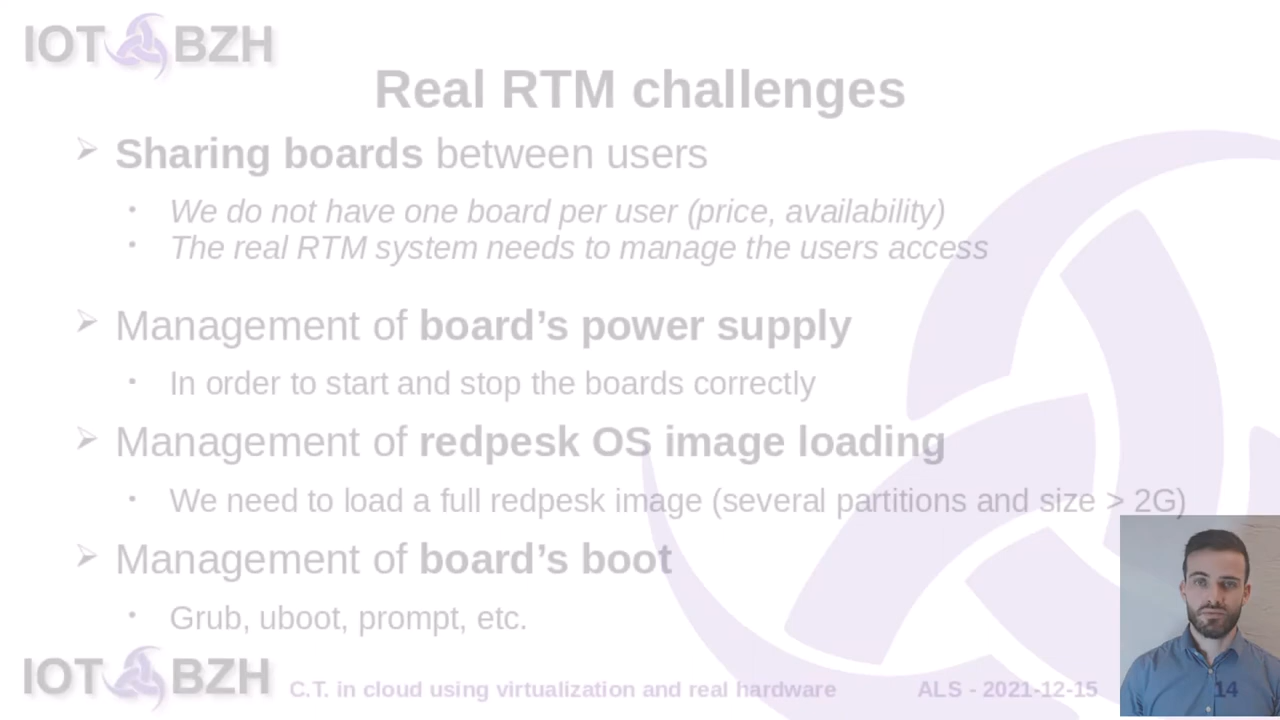 IOT BZH
Real RTM challenges
Sharing boards between users
We do not have one board per user (price, availability)
The real RTM system needs to manage the users access
Management of board’s power supply
In order to start and stop the boards correctly
Management of redpesk OS image loading
We need to load a full redpesk image (several partitions and size > 2G)
Management of board’s boot
Grub, uboot, prompt, etc.
IOT BZH C.T. in cloud using virtualization and real hardware ALS - 2021-12-15 14